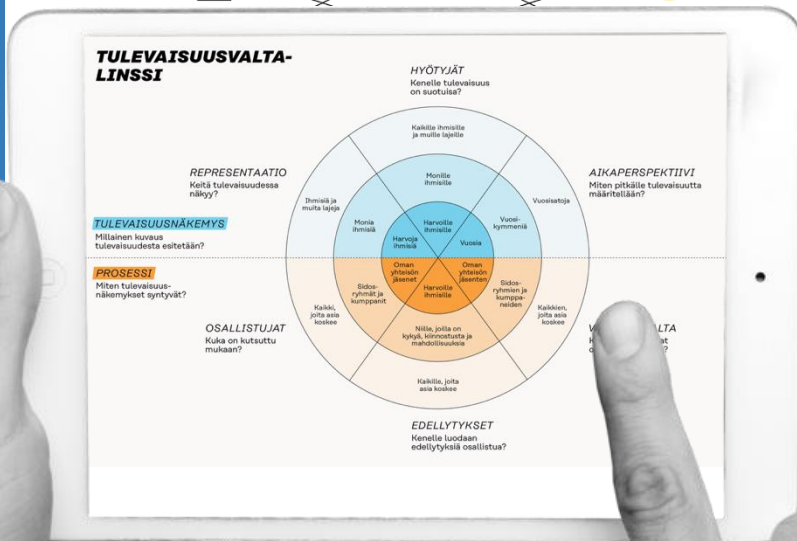 TULEVAISUUSVALTA-
LINSSI
HYÖTYJÄT
Kenelle tulevaisuus
on suotuisa?
REPRESENTAATIO
Keitä tulevaisuudessa
näkyy?
AIKAPERSPEKTIIVI
Miten pitkälle tulevaisuutta
määritellään?
TULEVAISUUSNÄKEMYS
Millainen kuvaus
tulevaisuudesta esitetään?
PROSESSI
Miten tulevaisuus-
näkemykset syntyvät?
Kaikille ihmisille
ja muille lajeille
Monille
ihmisille
Harvoille
ihmisille
Ihmisiä ja
muita lajeja
Monia
ihmisiä
Harvoja
ihmisiä
Vuosia
Vuosi-
kymmeniä
Vuosisatoja
Oman
yhteisön
jäsenet
Harvoille
ihmisille
Oman
yhteisön
jäsenten
Sidos-
ryhmät ja
kumppanit
Sidos-
ryhmien ja
kumppa-
neiden
Kaikki,
joita asia
koskee
Kaikkien,
joita asia
koskee
Niille, joilla on
kykyä, kiinnostusta ja
mahdollisuuksia
Kaikille, joita
asia koskee
OSALLISTUJAT
Kuka on kutsuttu
mukaan?
EDELLYTYKSET
Kenelle luodaan
edellytyksiä osallistua?